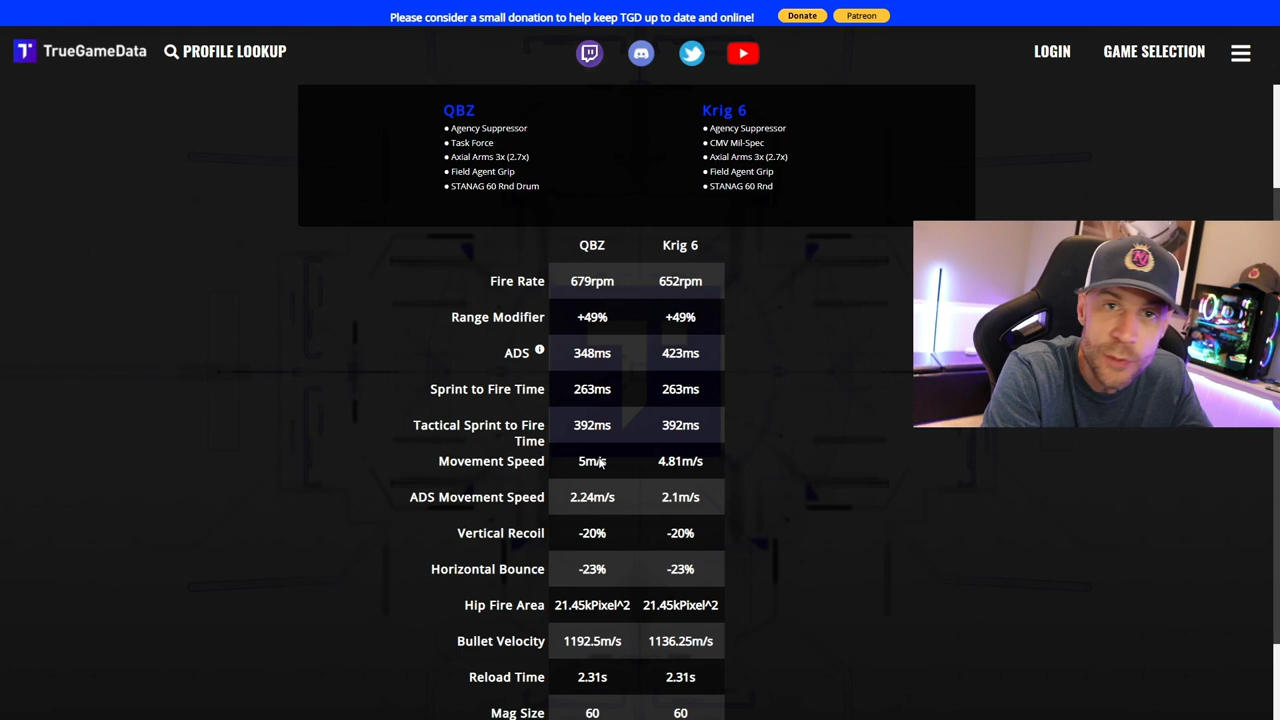 Please consider a small donation to help keep TGD up to date and online!
Donate
Patreon
TrueGameData
PROFILE LOOKUP
LOGIN
GAME SELECTION
QBZ
● Agency Suppressor
● Task Force
● Axial Arms 3x (2.7x)
● Field Agent Grip
● STANAG 60 Rnd Drum
Krig 6
● Agency Suppressor
● CMV Mil-Spec
● Axial Arms 3x (2.7x)
● Field Agent Grip
● STANAG 60 Rnd
QBZ Krig 6
Fire Rate 679rpm 652rpm
Range Modifier +49% +49%
ADS 348ms 423ms
Sprint to Fire Time 263ms 263ms
Tactical Sprint to Fire
Time 392ms 392ms
Movement Speed 5m/s 4.81m/s
ADS Movement Speed 2.24m/s 2.1m/s
Vertical Recoil -20% -20%
Horizontal Bounce -23% -23%
Hip Fire Area 21.45kPixel^2 21.45kPixel^2
Bullet Velocity 1192.5m/s 1136.25m/s
Reload Time 2.31s 2.31s
Mag Size 60 60